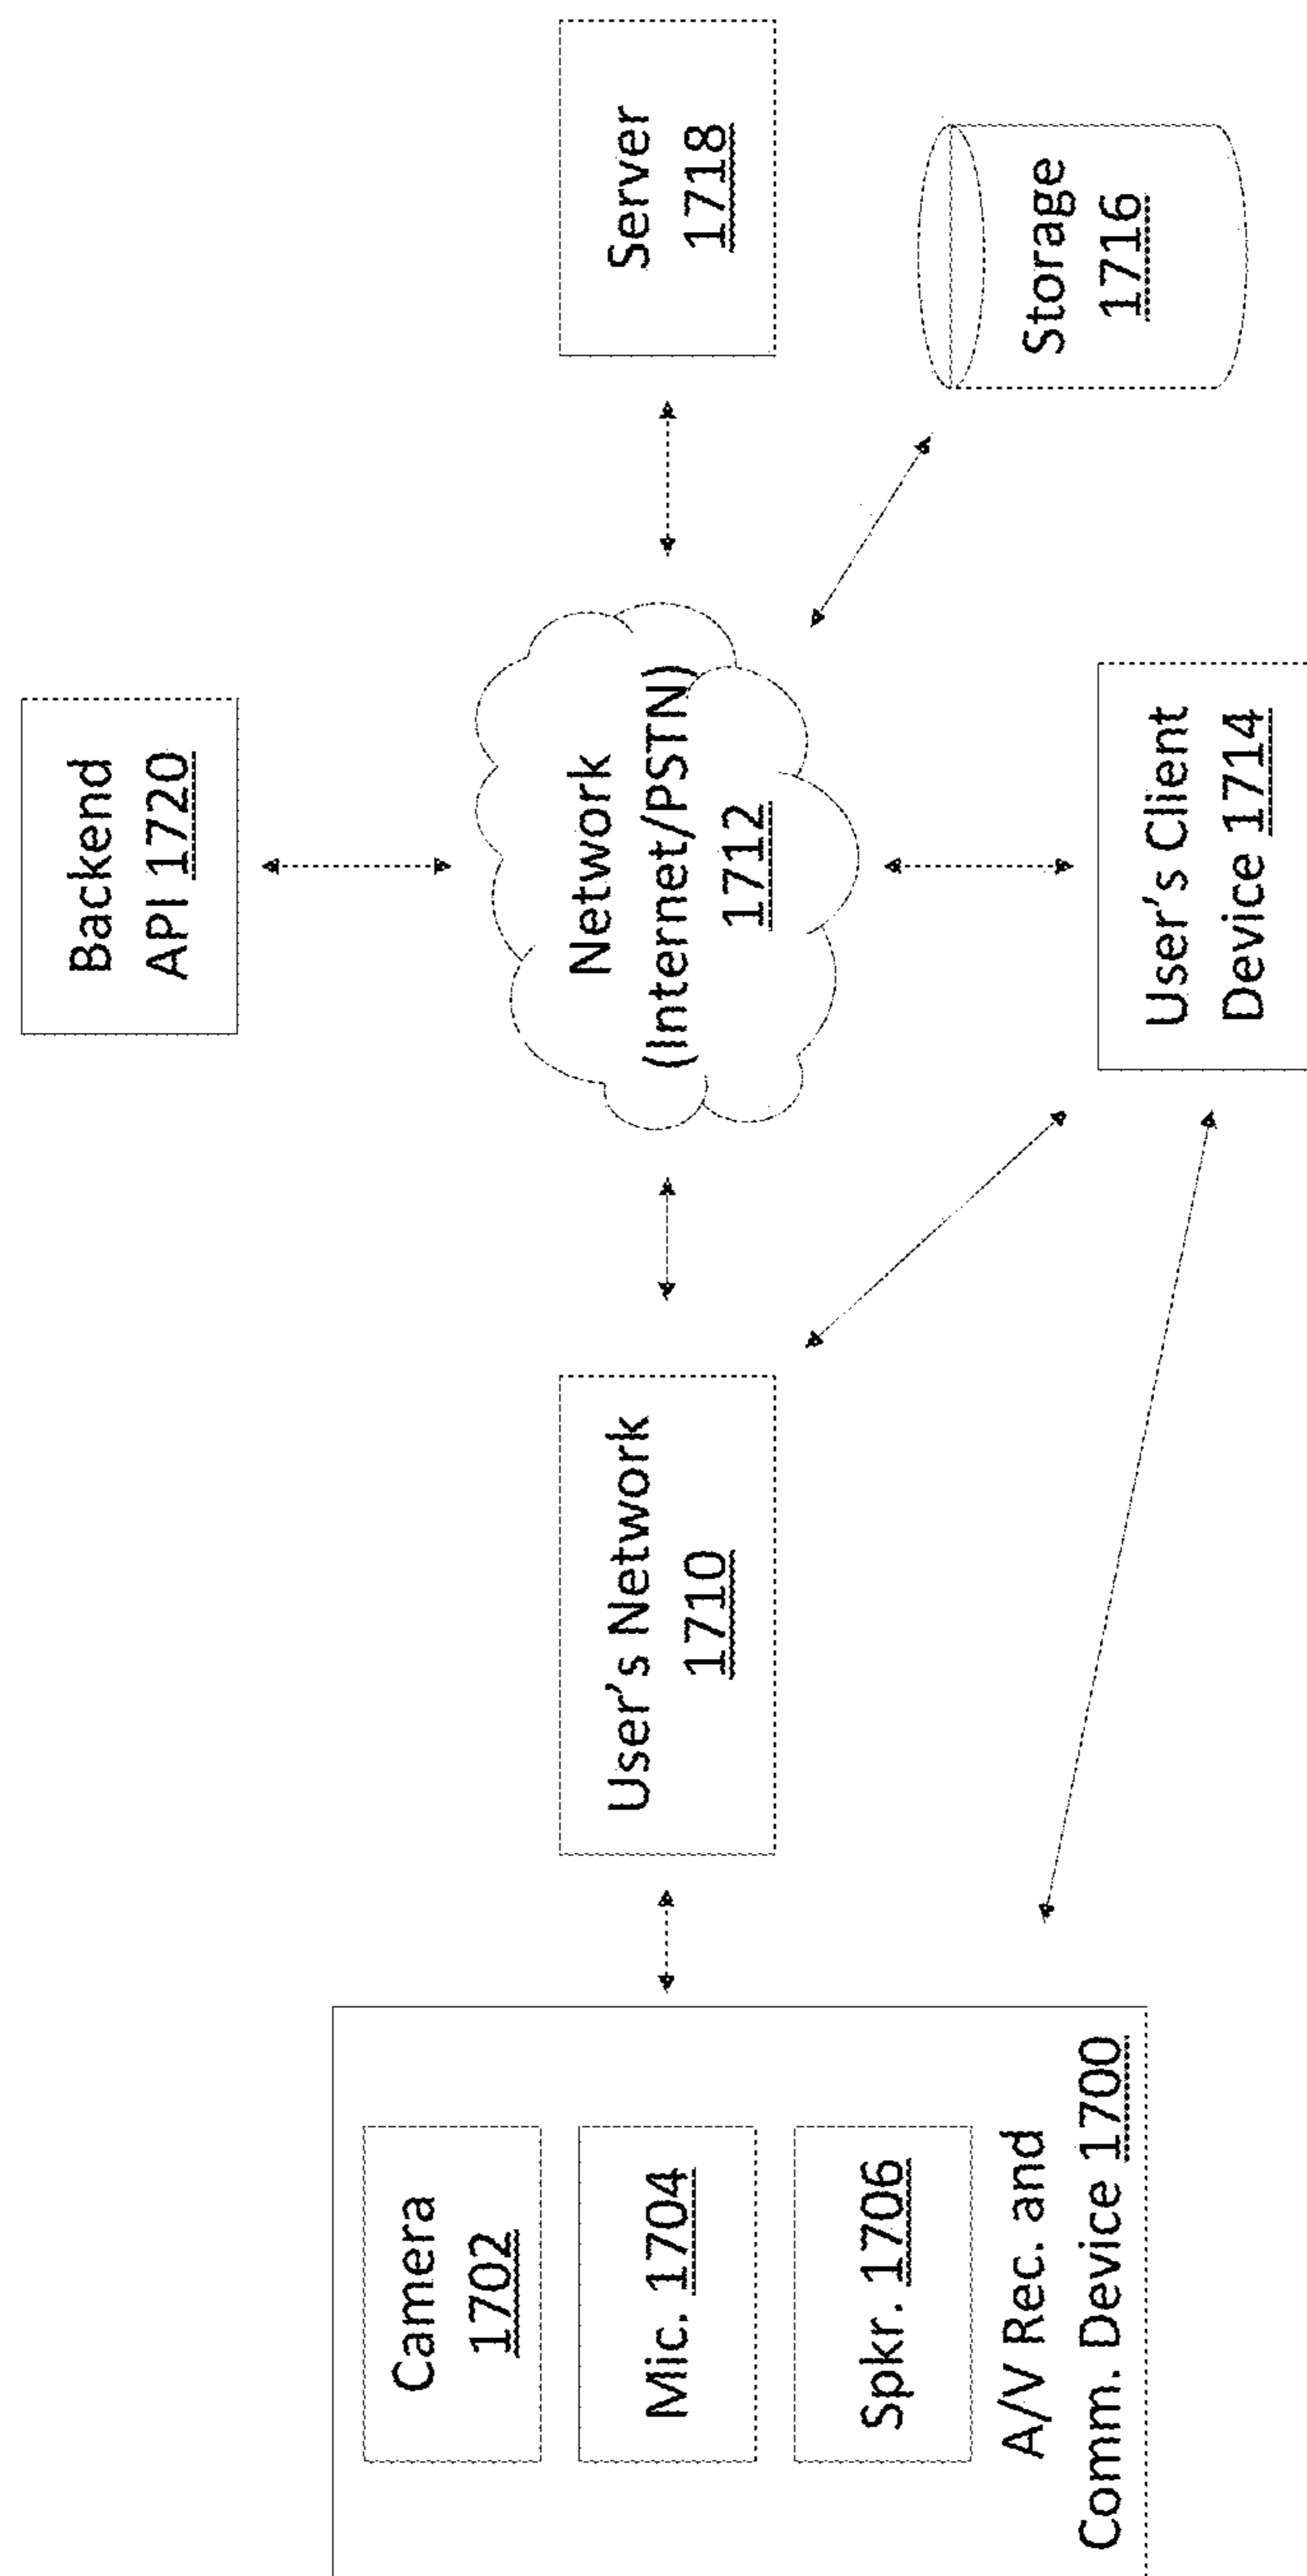 Backend
API 1720
Server
1718
Network
(Internet/PSTN)
1712
Storage
1716
User's Network
1710
User's Client
Device 1714
Camera
1702
Mic. 1704
Spkr. 1706
A/V Rec. and
Comm. Device 1700